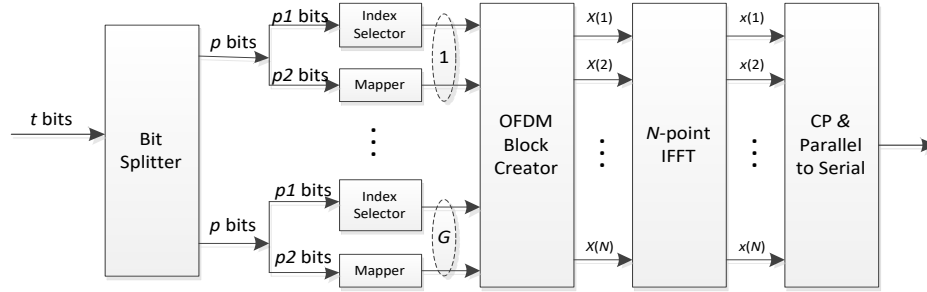 p1 bits
Index
Selector
p bits
1
p2 bits
Mapper
t bits
Bit
Splitter
p bits
p1 bits
Index
Selector
G
p2 bits
Mapper
OFDM
Block
Creator
X(1)
X(2)
X(N)
N-point
IFFT
x(1)
x(2)
x(N)
CP &
Parallel
to Serial